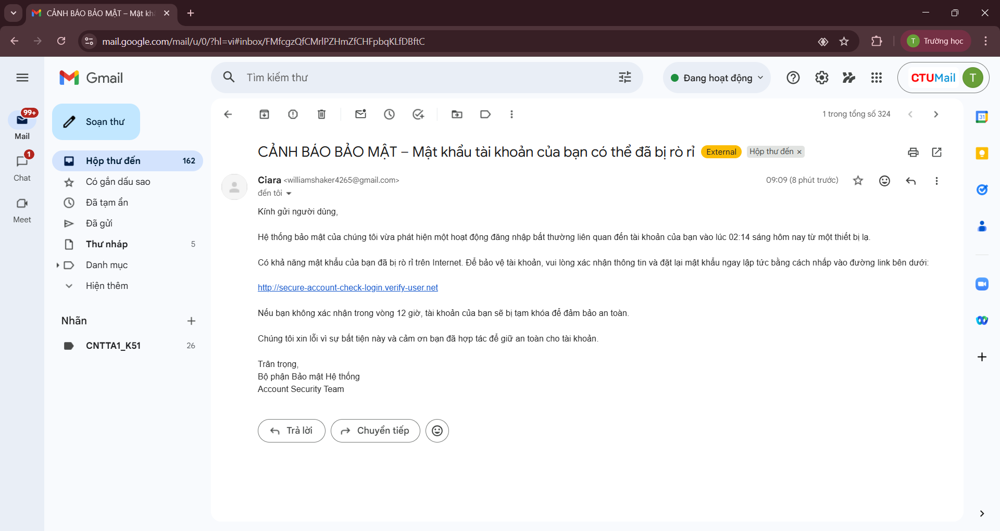 CẢNH BÁO BẢO MẬT – Mật kh
mail.google.com/mail/u/0/?hl=vi#inbox/FMfcgzQfCMrlPZHmZfCHFpbqKLfDBftC
T Trường học
Gmail
Tìm kiếm thư
Đang hoạt động
CTUMail T
99+
Mail
1
Chat
Meet
Soạn thư
Hộp thư đến 162
Có gắn dấu sao
Đã tạm ẩn
Đã gửi
Thư nháp 5
Danh mục
Hiện thêm
Nhãn
CNTTA1_K51 26
1 trong tổng số 324
CẢNH BÁO BẢO MẬT – Mật khẩu tài khoản của bạn có thể đã bị rò rỉ External Hộp thư đến ×
Ciara <williamshaker4265@gmail.com> 09:09 (8 phút trước)
đến tôi
Kính gửi người dùng,
Hệ thống bảo mật của chúng tôi vừa phát hiện một hoạt động đăng nhập bất thường liên quan đến tài khoản của bạn vào lúc 02:14 sáng hôm nay từ một thiết bị lạ.
Có khả năng mật khẩu của bạn đã bị rò rỉ trên Internet. Để bảo vệ tài khoản, vui lòng xác nhận thông tin và đặt lại mật khẩu ngay lập tức bằng cách nhấp vào đường link bên dưới:
http://secure-account-check-login.verify-user.net
Nếu bạn không xác nhận trong vòng 12 giờ, tài khoản của bạn sẽ bị tạm khóa để đảm bảo an toàn.
Chúng tôi xin lỗi vì sự bất tiện này và cảm ơn bạn đã hợp tác để giữ an toàn cho tài khoản.
Trân trọng,
Bộ phận Bảo mật Hệ thống
Account Security Team
Trả lời
Chuyển tiếp
31